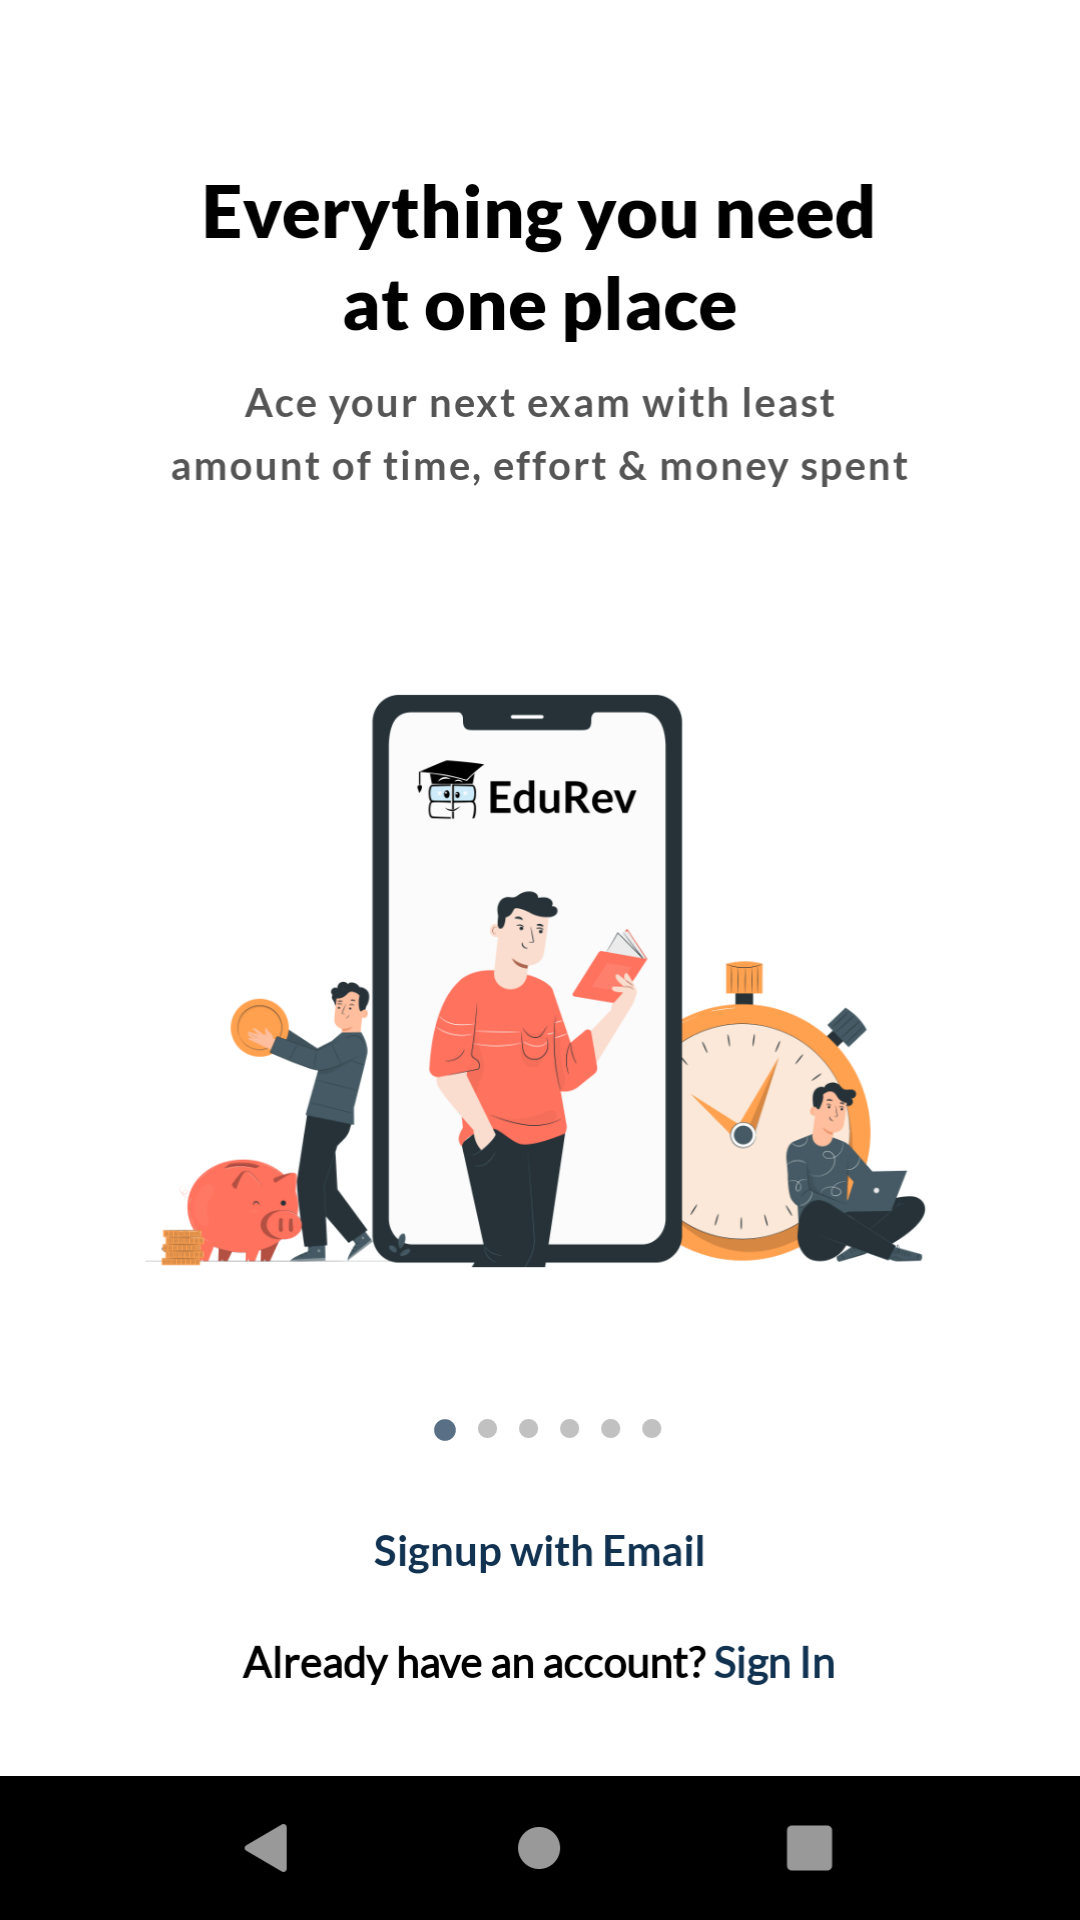 Everything you need
at one place
Ace your next exam with least
amount of time, effort & money spent
EduRev
Signup with Email
Already have an account? Sign In